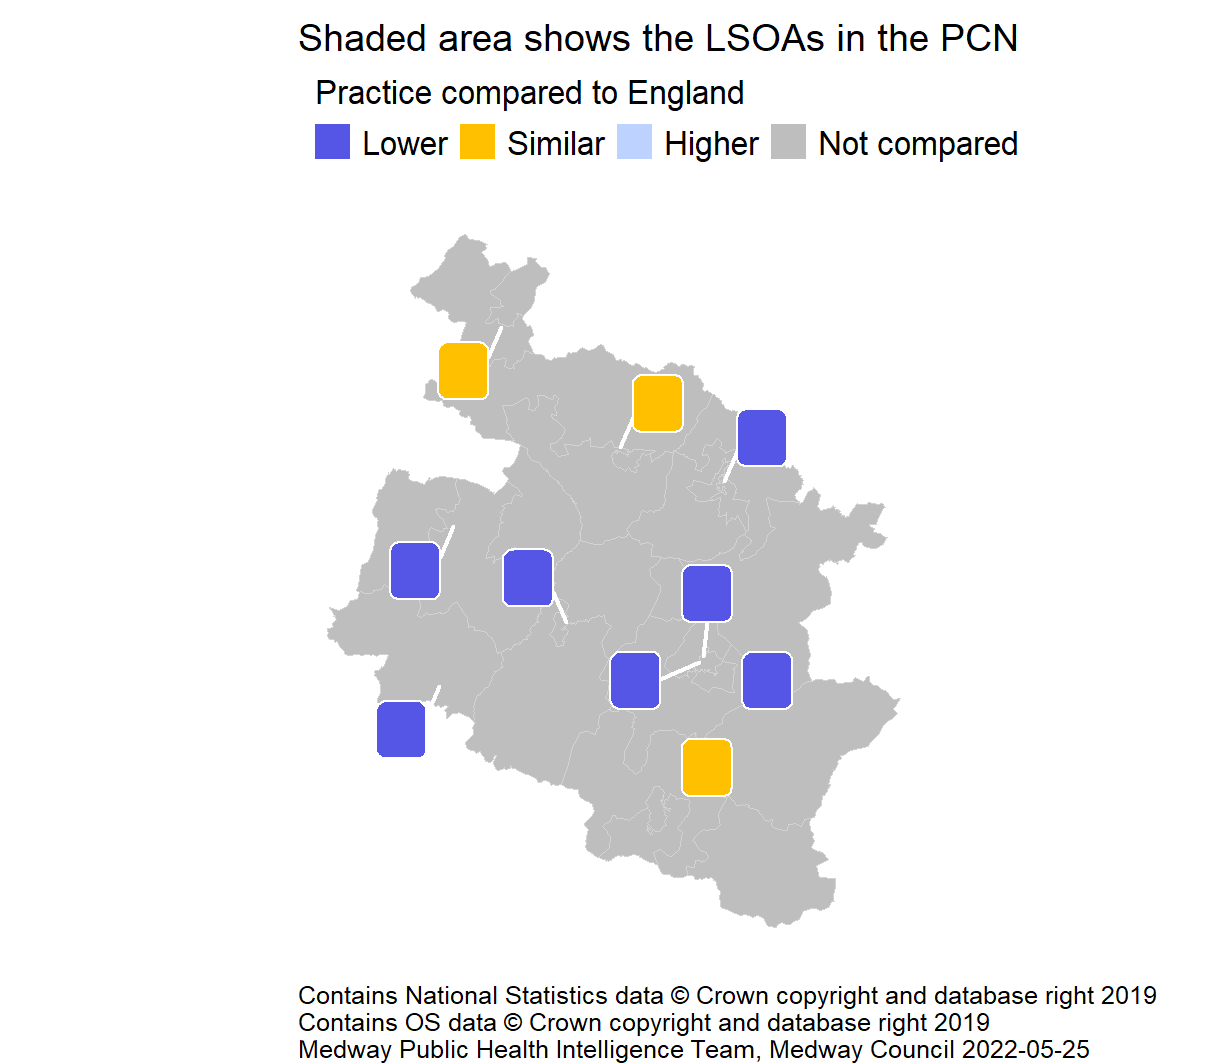 Shaded area shows the LSOAs in the PCN
Practice compared to England
Lower Similar Higher Not compared
Contains National Statistics data © Crown copyright and database right 2019
Contains OS data © Crown copyright and database right 2019
Medway Public Health Intelligence Team, Medway Council 2022-05-25